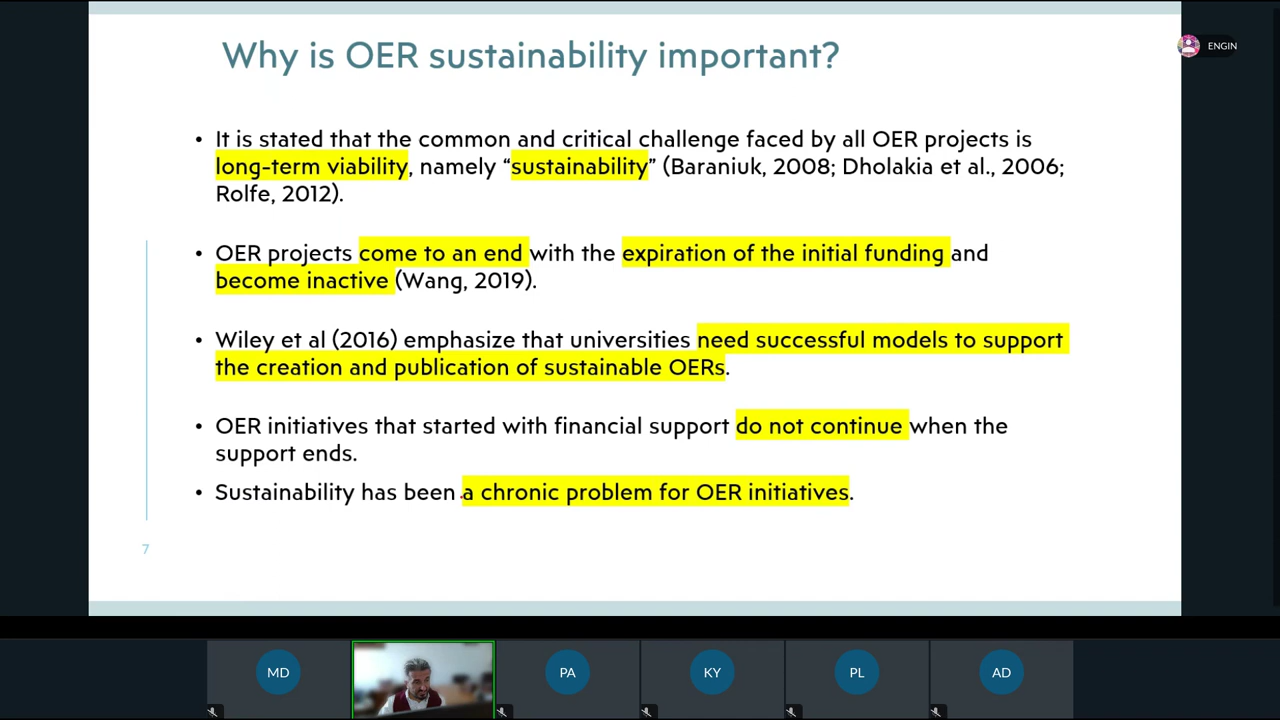 Why is OER sustainability important?
ENGIN
• It is stated that the common and critical challenge faced by all OER projects is
long-term viability, namely “sustainability” (Baraniuk, 2008; Dholakia et al., 2006;
Rolfe, 2012).
• OER projects come to an end with the expiration of the initial funding and
become inactive (Wang, 2019).
• Wiley et al (2016) emphasize that universities need successful models to support
the creation and publication of sustainable OERs.
• OER initiatives that started with financial support do not continue when the
support ends.
• Sustainability has been a chronic problem for OER initiatives.
7
MD
PA
KY
PL
AD